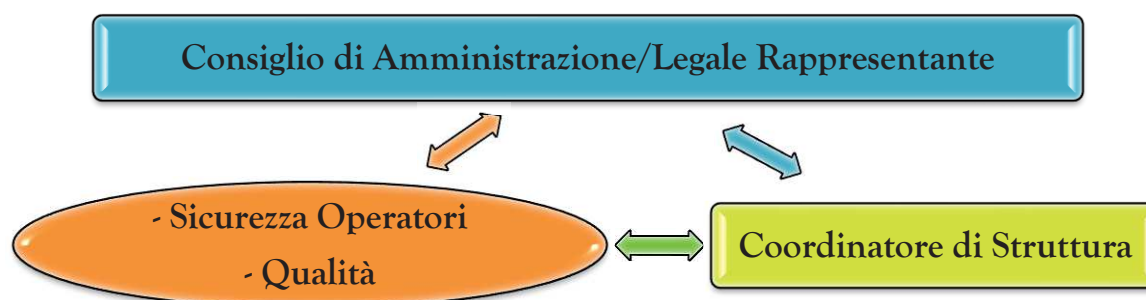 Consiglio di Amministrazione/Legale Rappresentante
- Sicurezza Operatori
- Qualità
Coordinatore di Struttura